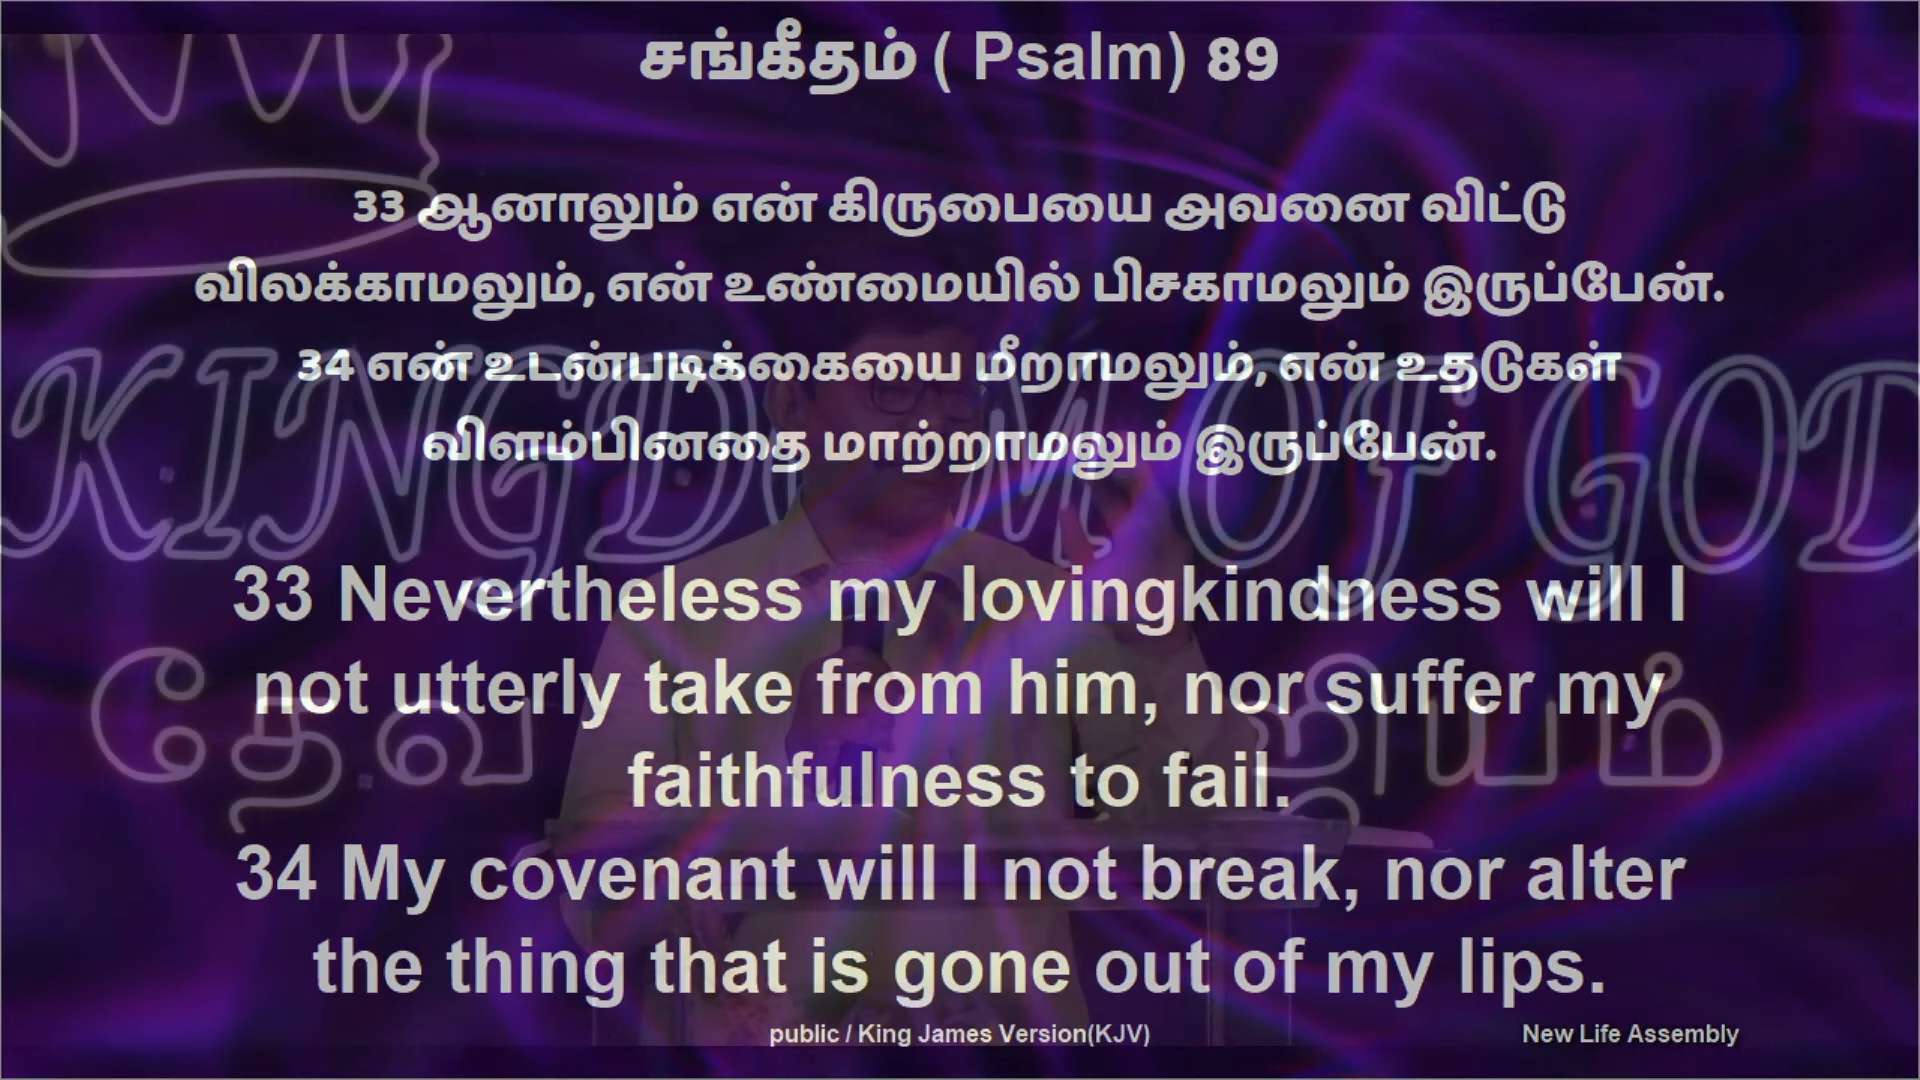 சங்கீதம் ( Psalm) 89
33 ஆனாலும் என் கிருபையை அவனை விட்டு
விலக்காமலும், என் உண்மையில் பிசகாமலும் இருப்பேன்.
34 என் உடன்படிக்கையை மீறாமலும், என் உதடுகள்
விளம்பினதை மாற்றாமலும் இருப்பேன்.
KINGD M OF GOD
33 Nevertheless my lovingkindness will I
not utterly take from him, nor suffer my
faithfulness to fail.
34 My covenant will I not break, nor alter
the thing that is gone out of my lips.
தேவ
public / King James Version(KJV)
New Life Assembly